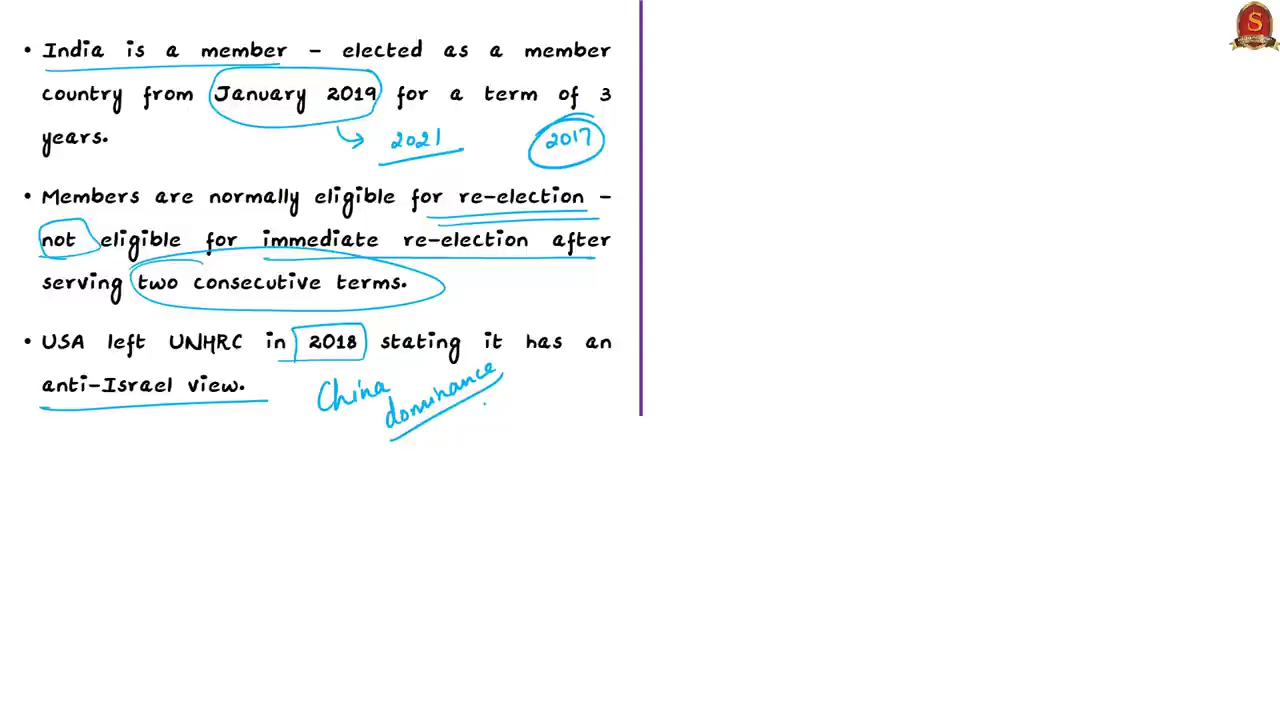 • India is a member - elected as a member
country from January 2019 for a term of 3
years.
2021
2017
• Members are normally eligible for re-election -
not eligible for immediate re-election after
serving two consecutive terms.
• USA left UNHRC in 2018 stating it has an
anti-Israel view.
China
dominance
S